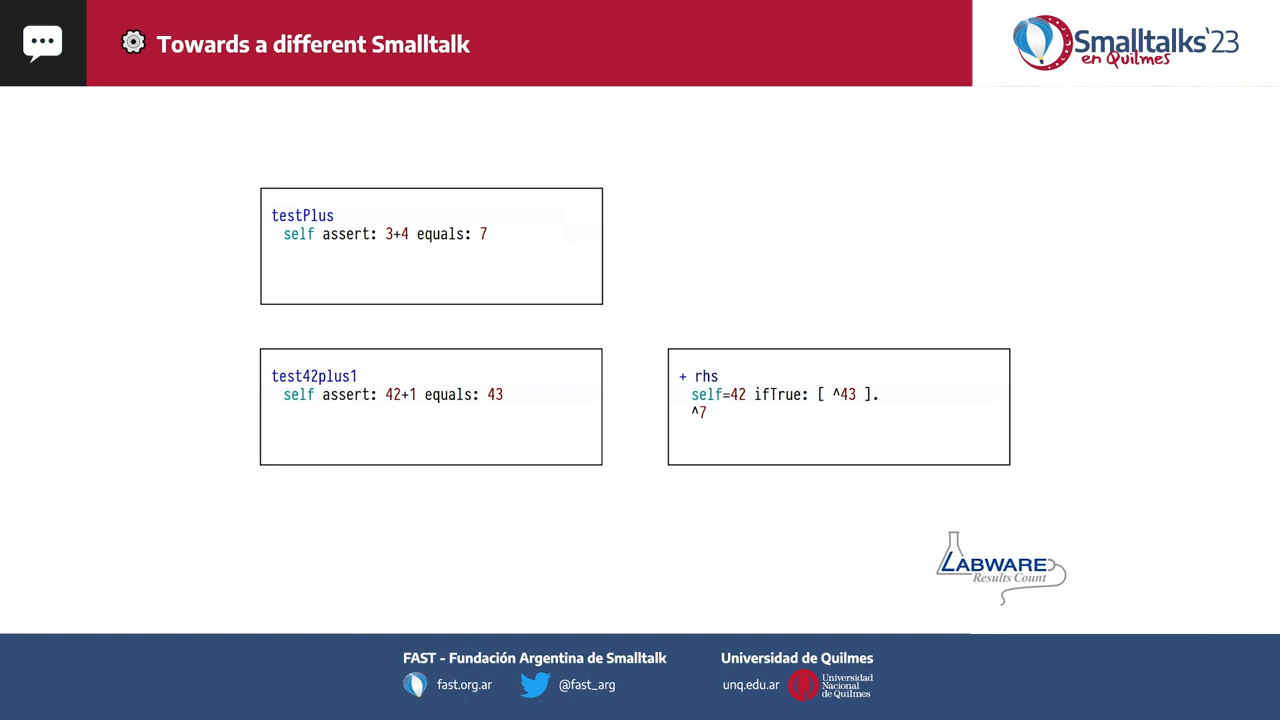 Towards a different Smalltalk
Smalltalks'23
en Quilmes
testPlus
self assert: 3+4 equals: 7
test42plus1
self assert: 42+1 equals: 43
+ rhs
self=42 ifTrue: [ ^43 ].
^7
LABWARE
Results Count
FAST - Fundación Argentina de Smalltalk
fast.org.ar
@fast_arg
Universidad de Quilmes
unq.edu.ar
Universidad
Nacional
de Quilmes